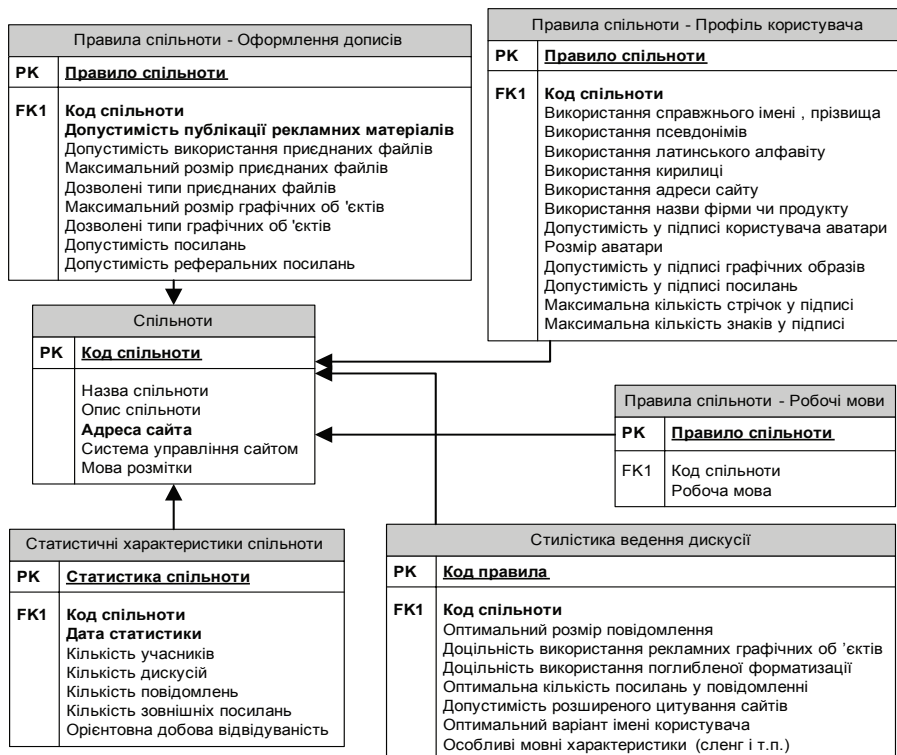 Правила спільноти - Оформлення дописів
PK Правило спільноти
FK1 Код спільноти
Допустимість публікації рекламних матеріалів
Допустимість використання приєднаних файлів
Максимальний розмір приєднаних файлів
Дозволені типи приєднаних файлів
Максимальний розмір графічних об 'єктів
Дозволені типи графічних об 'єктів
Допустимість посилань
Допустимість реферальних посилань
Правила спільноти - Профіль користувача
PK Правило спільноти
FK1 Код спільноти
Використання справжнього імені , прізвища
Використання псевдонімів
Використання латинського алфавіту
Використання кирилиці
Використання адреси сайту
Використання назви фірми чи продукту
Допустимість у підписі користувача аватари
Розмір аватари
Допустимість у підписі графічних образів
Допустимість у підписі посилань
Максимальна кількість стрічок у підписі
Максимальна кількість знаків у підписі
Спільноти
PK Код спільноти
Назва спільноти
Опис спільноти
Адреса сайта
Система управління сайтом
Мова розмітки
Правила спільноти - Робочі мови
PK Правило спільноти
FK1 Код спільноти
Робоча мова
Статистичні характеристики спільноти
PK Статистика спільноти
FK1 Код спільноти
Дата статистики
Кількість учасників
Кількість дискусій
Кількість повідомлень
Кількість зовнішніх посилань
Орієнтовна добова відвідуваність
Стилістика ведення дискусії
PK Код правила
FK1 Код спільноти
Оптимальний розмір повідомлення
Доцільність використання рекламних графічних об 'єктів
Доцільність використання поглибленої форматизації
Оптимальна кількість посилань у повідомленні
Допустимість розширеного цитування сайтів
Оптимальний варіант імені користувача
Особливі мовні характеристики (сленг і т.п.)